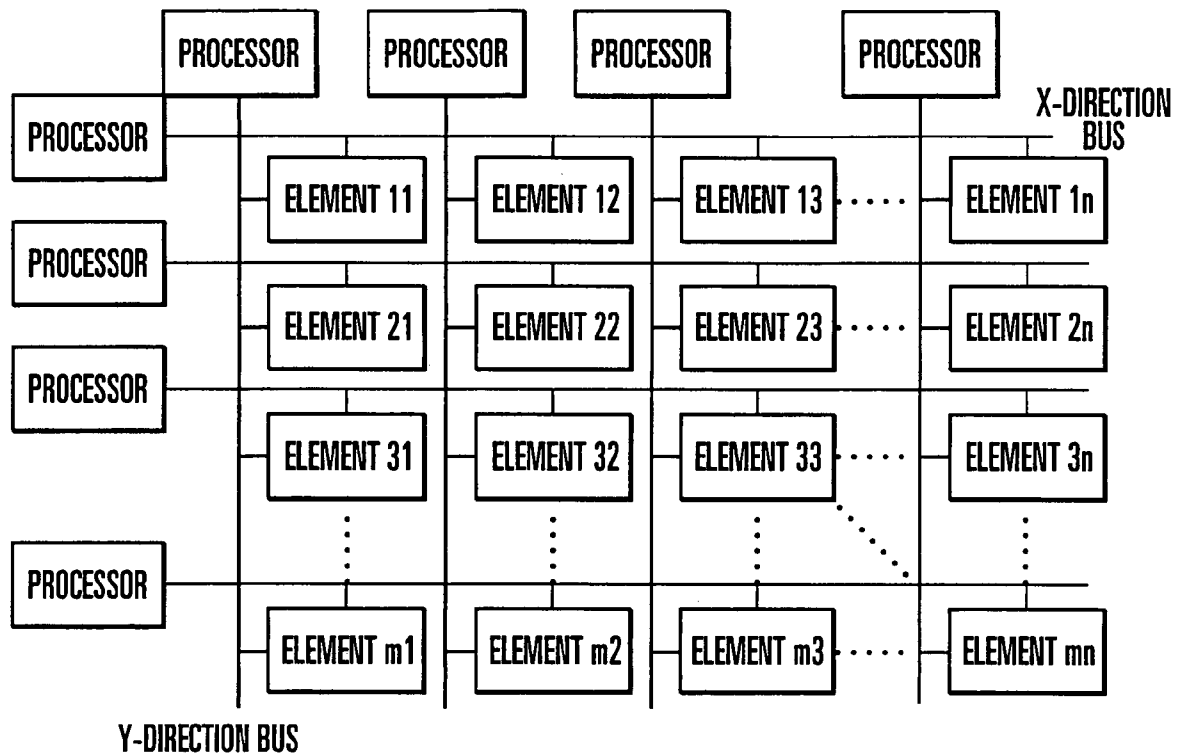 PROCESSOR PROCESSOR PROCESSOR PROCESSOR
PROCESSOR
X-DIRECTION
BUS
ELEMENT 11 ELEMENT 12 ELEMENT 13 ELEMENT 1n
PROCESSOR
ELEMENT 21 ELEMENT 22 ELEMENT 23 ELEMENT 2n
PROCESSOR
ELEMENT 31 ELEMENT 32 ELEMENT 33 ELEMENT 3n
PROCESSOR
ELEMENT m1 ELEMENT m2 ELEMENT m3 ELEMENT mn
Y-DIRECTION BUS